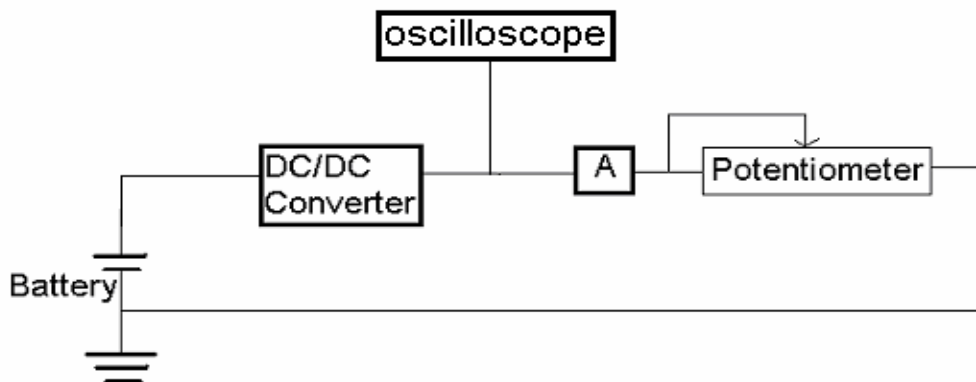 oscilloscope
DC/DC
Converter
A
Potentiometer
Battery